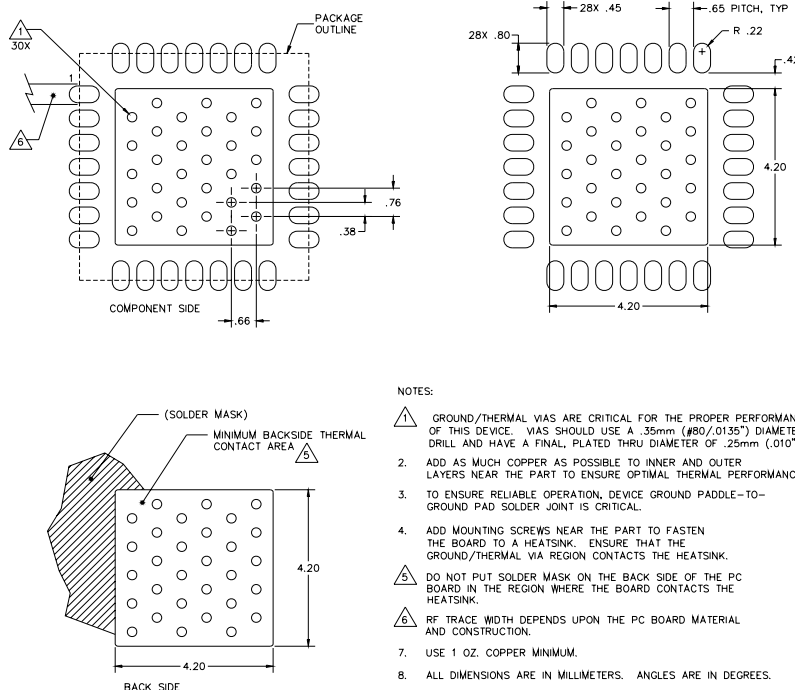 1
30X
PACKAGE
OUTLINE
1
6
.76
.38
.66
COMPONENT SIDE
28X .45
.65 PITCH, TYP
28X .80
R .22
4.20
4.20
(SOLDER MASK)
MINIMUM BACKSIDE THERMAL
CONTACT AREA 5
4.20
4.20
BACK SIDE
NOTES:
1 GROUND/THERMAL VIAS ARE CRITICAL FOR THE PROPER
OF THIS DEVICE. VIAS SHOULD USE A .35mm (#80/.0135")
DRILL AND HAVE A FINAL, PLATED THRU DIAMETER OF .25mm (.010"
2. ADD AS MUCH COPPER AS POSSIBLE TO INNER AND OUTER
LAYERS NEAR THE PART TO ENSURE OPTIMAL THERMAL
3. TO ENSURE RELIABLE OPERATION, DEVICE GROUND PADDLE-TO-
GROUND PAD SOLDER JOINT IS CRITICAL.
4. ADD MOUNTING SCREWS NEAR THE PART TO FASTEN
THE BOARD TO A HEATSINK. ENSURE THAT THE
GROUND/THERMAL VIA REGION CONTACTS THE HEATSINK.
5 DO NOT PUT SOLDER MASK ON THE BACK SIDE OF THE PC
BOARD IN THE REGION WHERE THE BOARD CONTACTS THE
HEATSINK.
6 RF TRACE WIDTH DEPENDS UPON THE PC BOARD MATERIAL
AND CONSTRUCTION.
7. USE 1 OZ. COPPER MINIMUM.
8. ALL DIMENSIONS ARE IN MILLIMETERS. ANGLES ARE IN DEGREES.